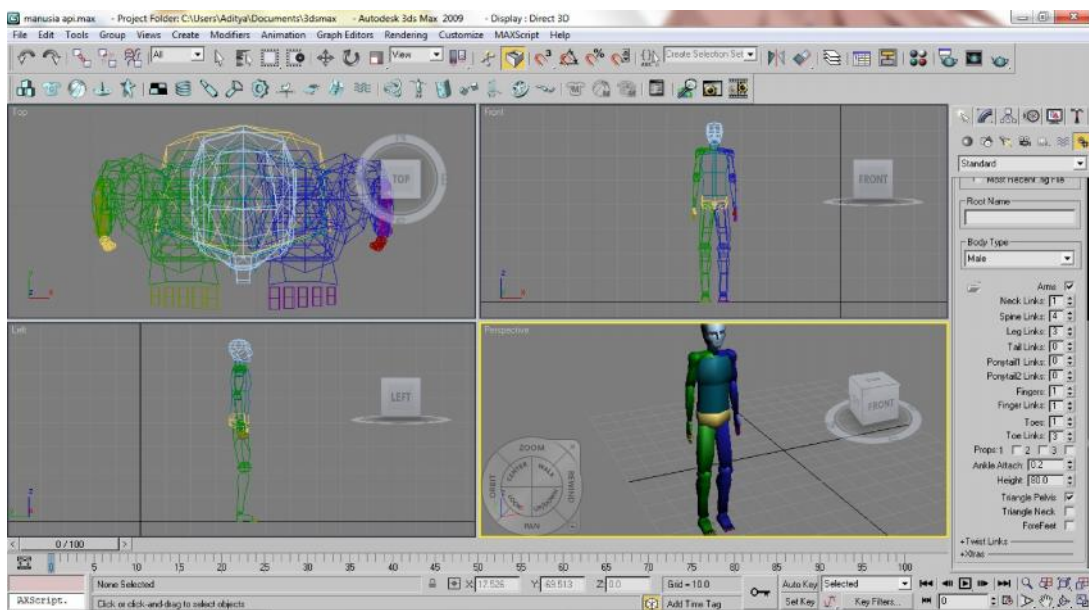 manusia api.max - Project Folder: C:\Users\Aditya\Documents\3dsmax - Autodesk 3ds Max 2009 - Display : Direct 3D
File Edit Tools Group Views Create Modifiers Animation Graph Editors Rendering Customize MAXScript Help
All
View
Create Selection Set
Top
TOP
Front
FRONT
Left
LEFT
Perspective
FRONT
ZOOM
ORBIT
REWIND
PAN
CENTER
WALK
Standard
Root Name
Body Type
Male
Arms
Neck Links: 1
Spine Links: 4
Leg Links: 3
Tail Links: 0
Ponytail1 Links: 0
Ponytail2 Links: 0
Fingers: 1
Finger Links: 1
Toes: 1
Toe Links: 3
Props: 1 2 3
Ankle Attach: 0.2
Height: 80.0
Triangle Pelvis
Triangle Neck
ForeFeet
+Twist Links
+Xtras
0 / 100
0 5 10 15 20 25 30 35 40 45 50 55 60 65 70 75 80 85 90 95 100
None Selected
X: 17.526 Y: -69.513 Z: 0.0
Grid = 10.0
Auto Key Selected
AXScript.
Click or click-and-drag to select objects
Add Time Tag
Set Key
Key Filters...
0